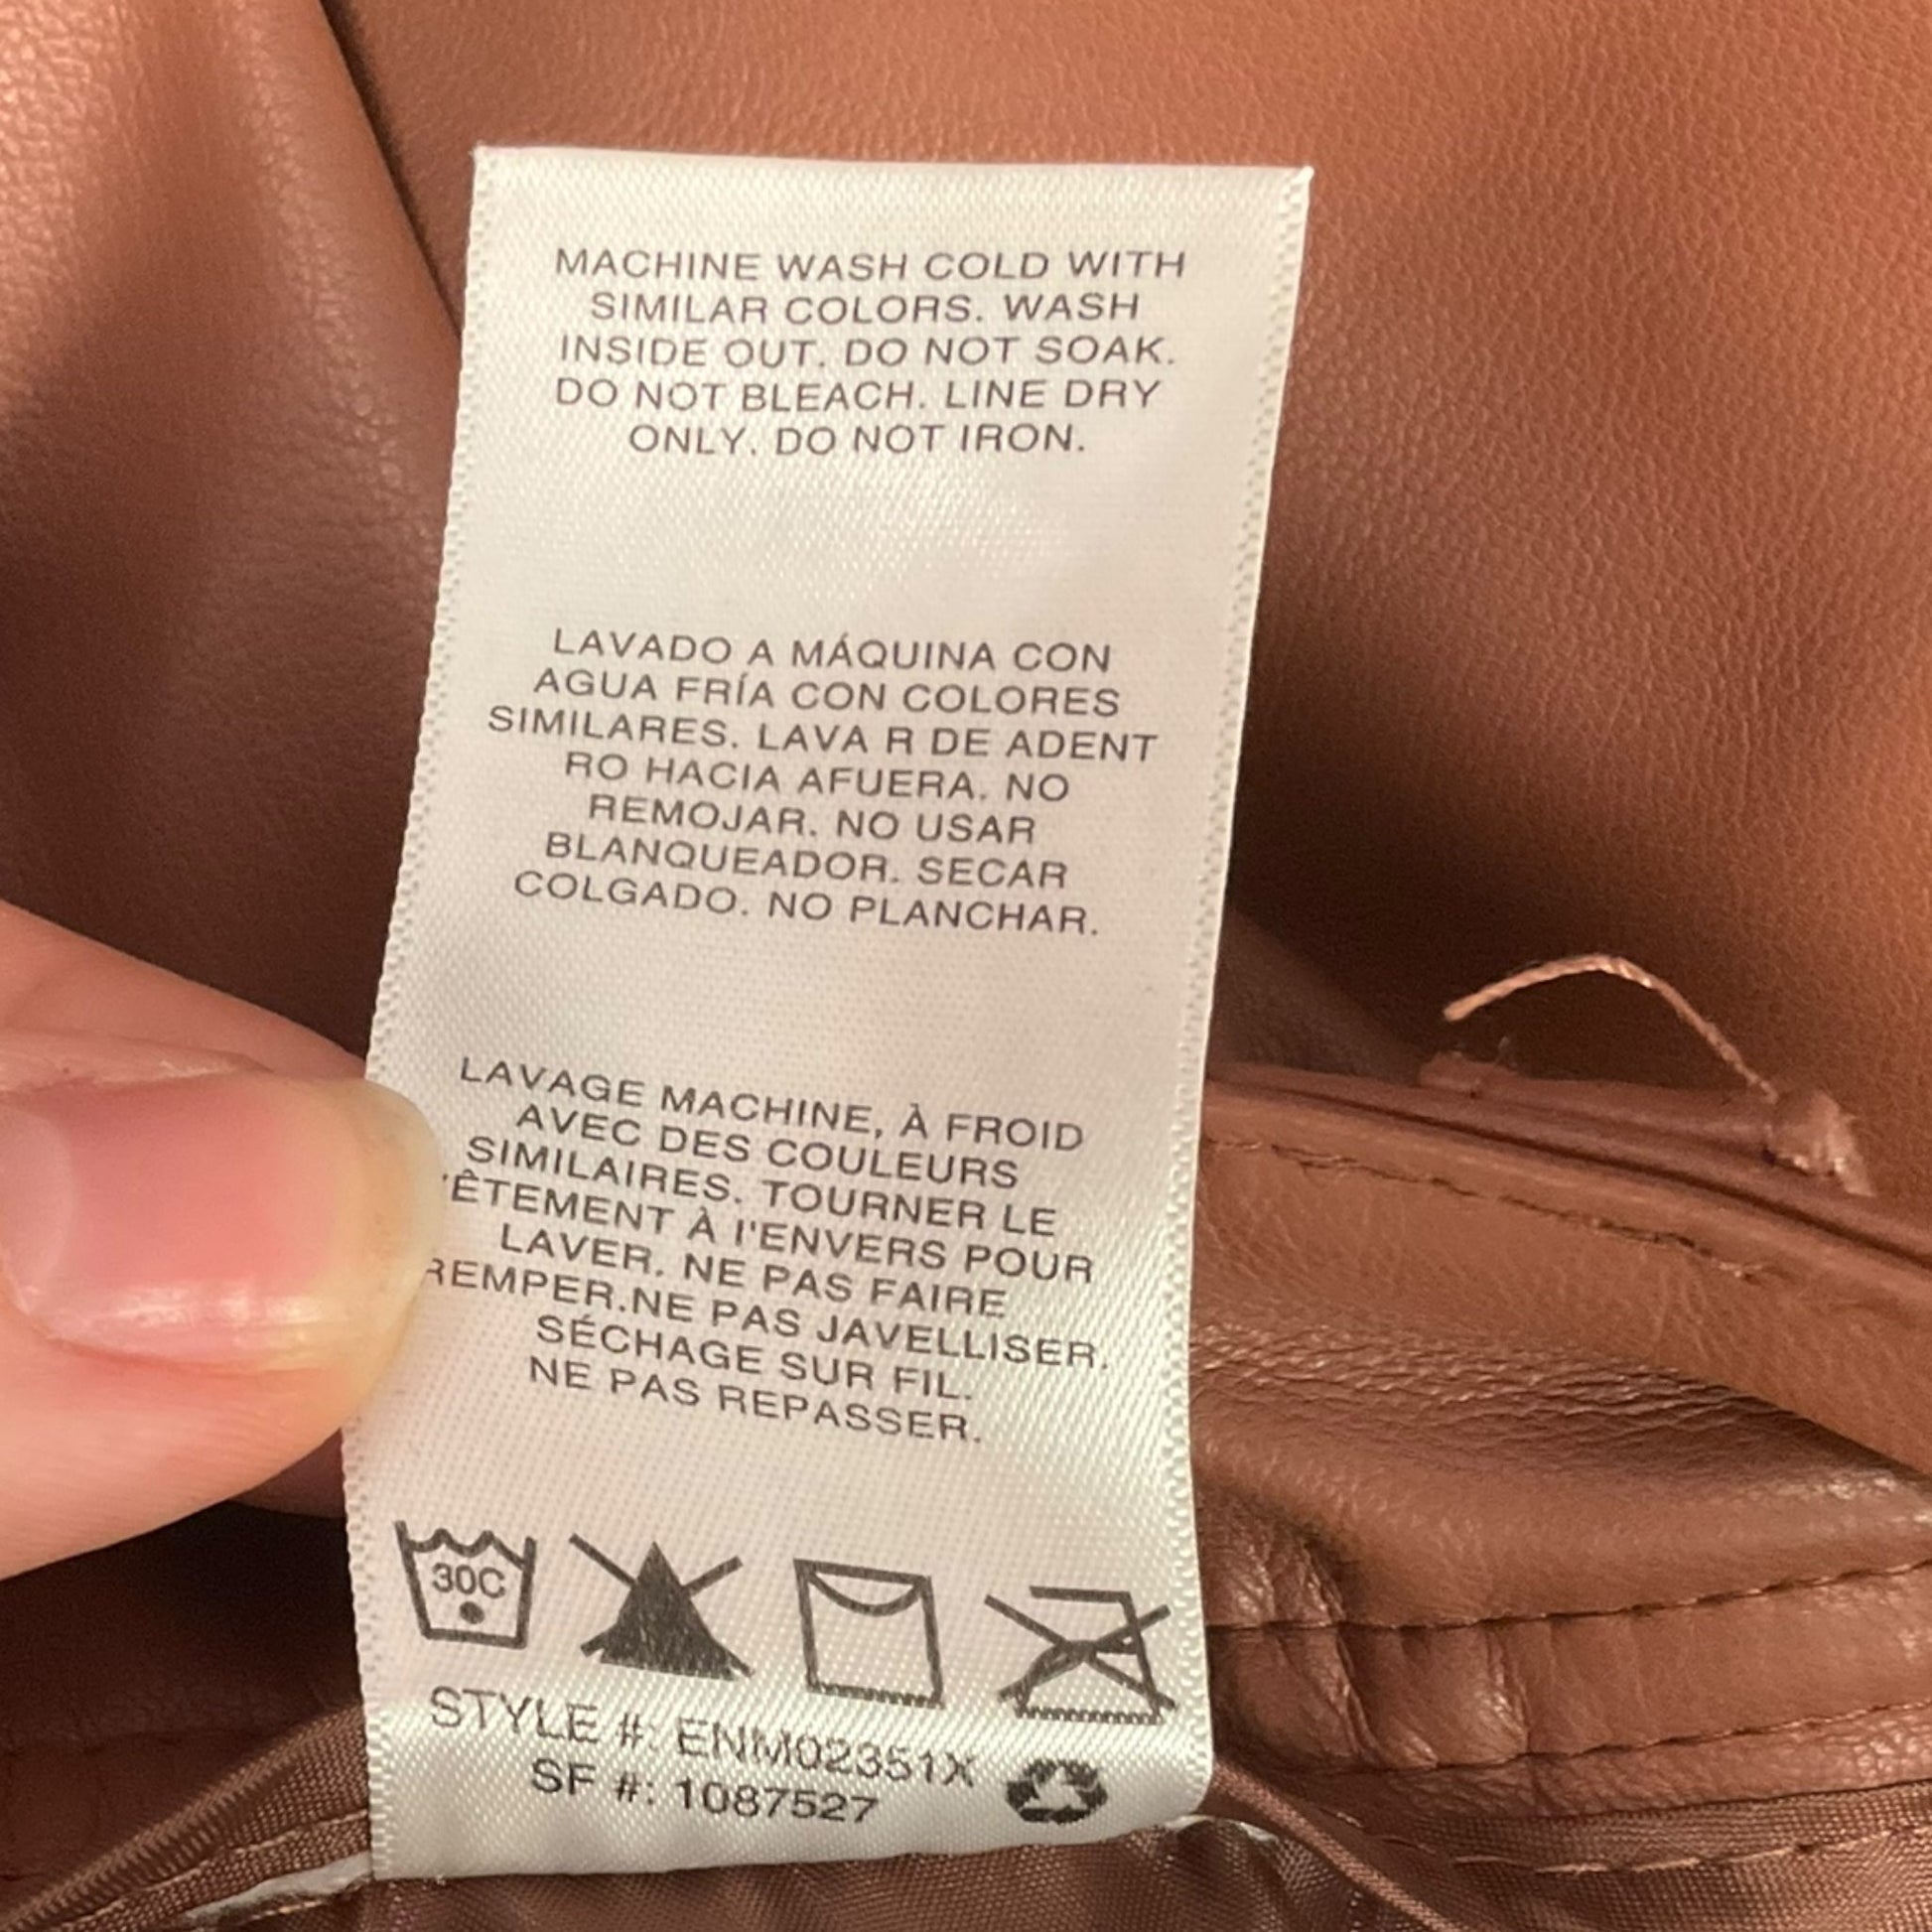 MACHINE WASH COLD WITH
SIMILAR COLORS. WASH
INSIDE OUT. DO NOT SOAK.
DO NOT BLEACH. LINE DRY
ONLY. DO NOT IRON.
LAVADO A MÁQUINA CON
AGUA FRÍA CON COLORES
SIMILARES. LAVA R DE ADENT
RO HACIA AFUERA. NO
REMOJAR. NO USAR
BLANQUEADOR. SECAR
COLGADO. NO PLANCHAR.
LAVAGE MACHINE, À FROID
AVEC DES COULEURS
SIMILAIRES. TOURNER LE
ÊTEMENT À l'ENVERS POUR
LAVER. NE PAS FAIRE
REMPER.NE PAS JAVELLISER.
SÉCHAGE SUR FIL.
NE PAS REPASSER.
30C
STYLE #: ENM02351X
SF #: 1087527